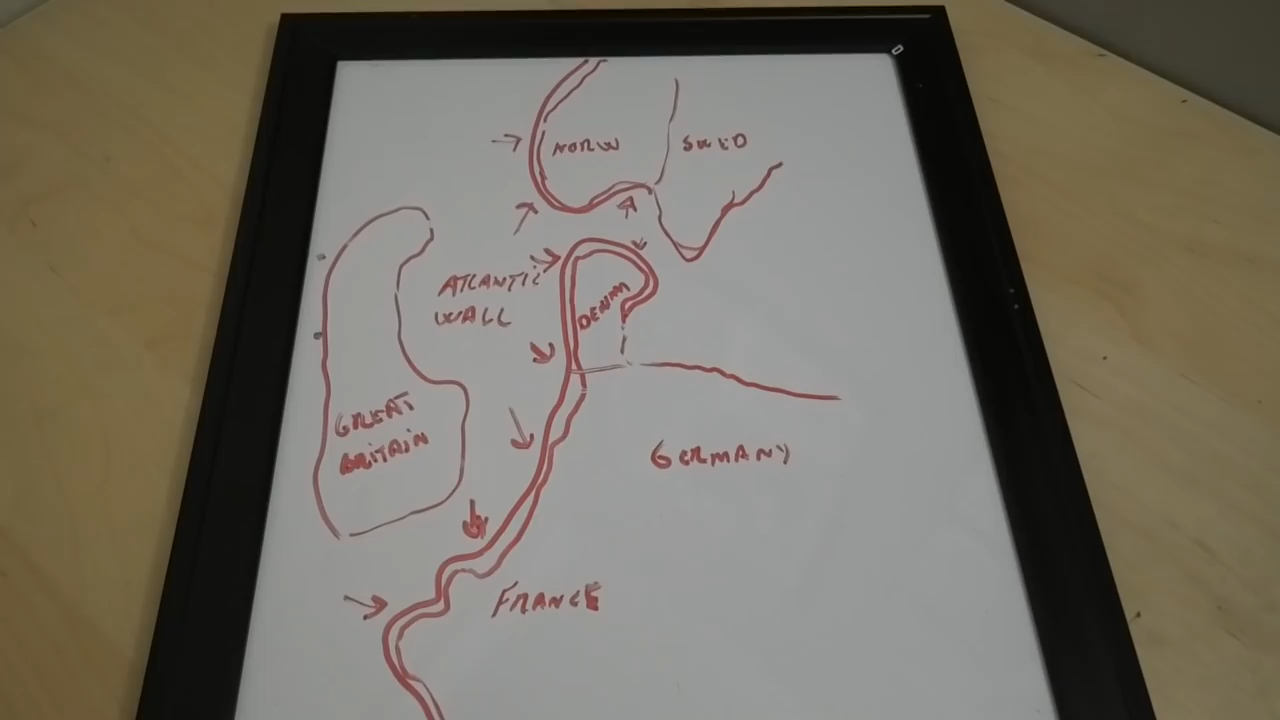 NORW
SWED
ATLANTIC
WALL
DENM
GREAT
BRITAIN
GERMANY
FRANCE